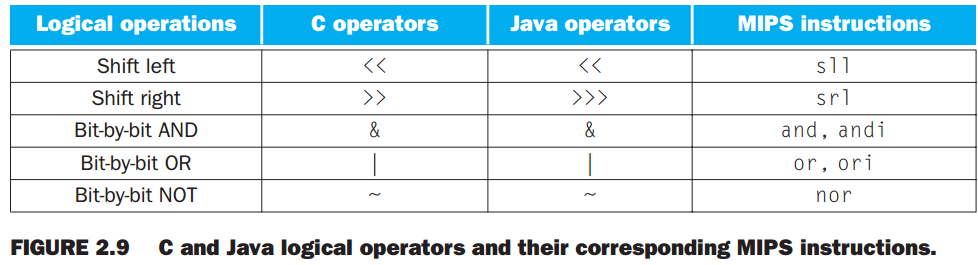 Logical operations C operators Java operators MIPS instructions
Shift left << << sll
Shift right >> >>> srl
Bit-by-bit AND & & and, andi
Bit-by-bit OR | | or, ori
Bit-by-bit NOT ~ ~ nor
FIGURE 2.9 C and Java logical operators and their corresponding MIPS instructions.